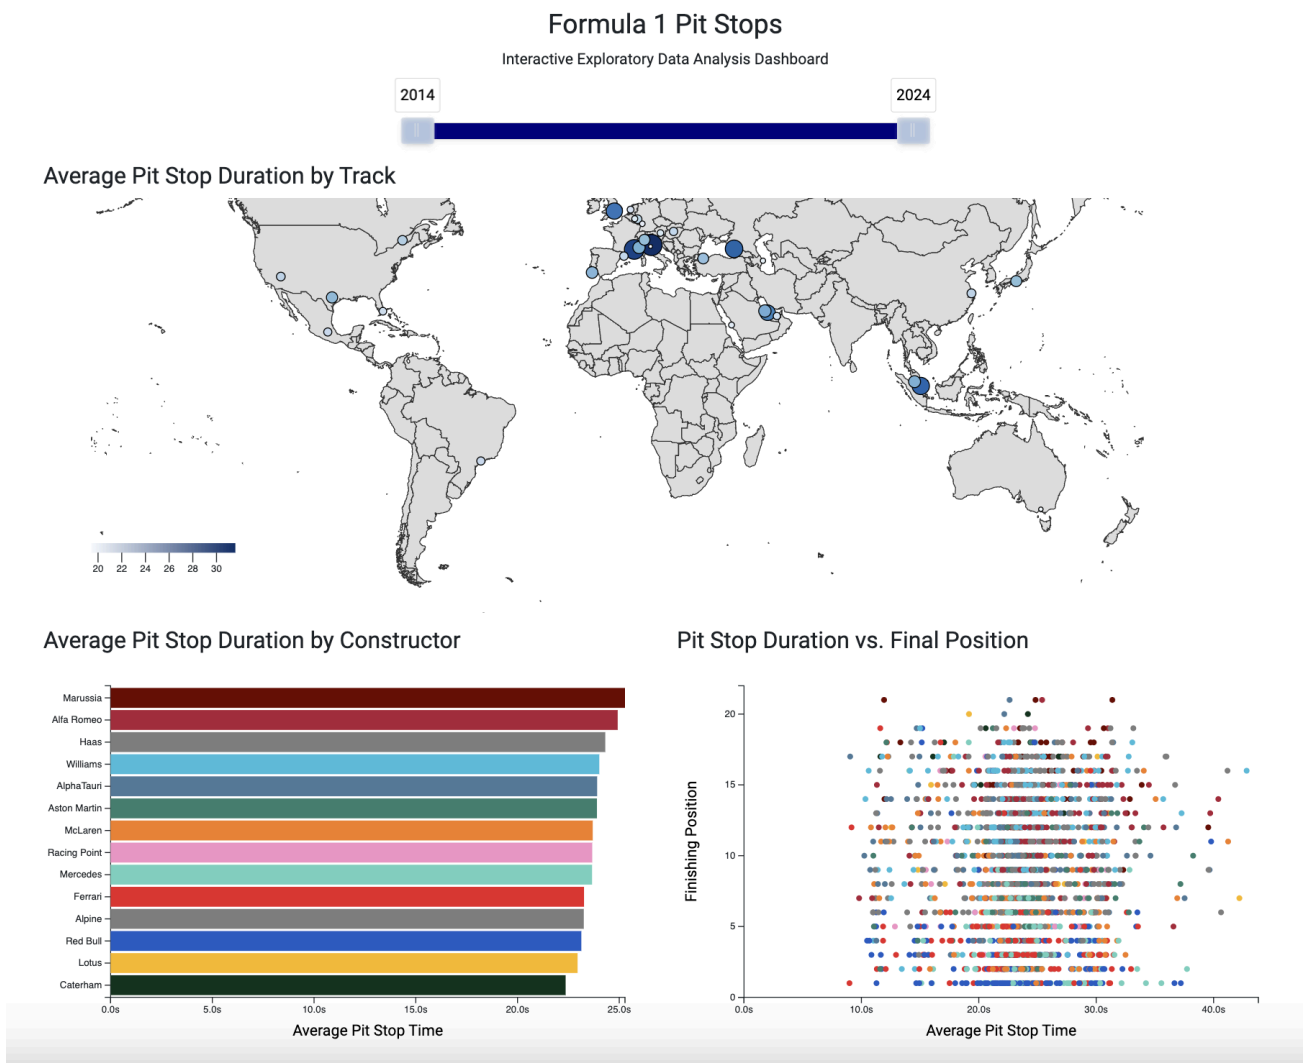 Formula 1 Pit Stops
Interactive Exploratory Data Analysis Dashboard
2014 2024
Average Pit Stop Duration by Track
20 22 24 26 28 30
Average Pit Stop Duration by Constructor
Marussia
Alfa Romeo
Haas
Williams
AlphaTauri
Aston Martin
McLaren
Racing Point
Mercedes
Ferrari
Alpine
Red Bull
Lotus
Caterham
0.0s 5.0s 10.0s 15.0s 20.0s 25.0s
Average Pit Stop Time
Pit Stop Duration vs. Final Position
Finishing Position
20
15
10
5
0
0.0s 10.0s 20.0s 30.0s 40.0s
Average Pit Stop Time